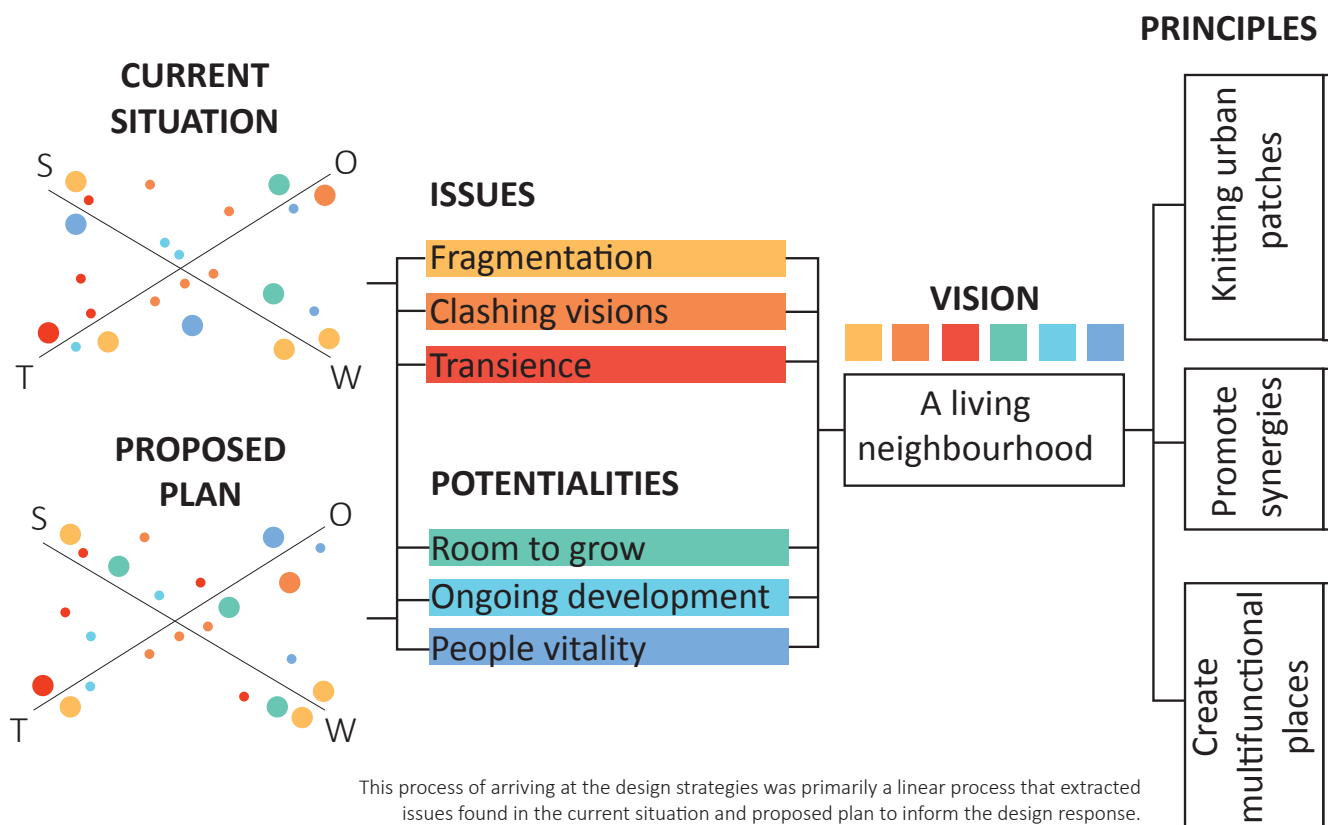 PRINCIPLES
CURRENT
SITUATION
S
O
T
W
PROPOSED
PLAN
S
O
T
W
ISSUES
Fragmentation
Clashing visions
Transience
POTENTIALITIES
Room to grow
Ongoing development
People vitality
VISION
A living
neighbourhood
Knitting urban
patches
Promote
synergies
Create
multifunctional
places
This process of arriving at the design strategies was primarily a linear process that extracted
issues found in the current situation and proposed plan to inform the design response.